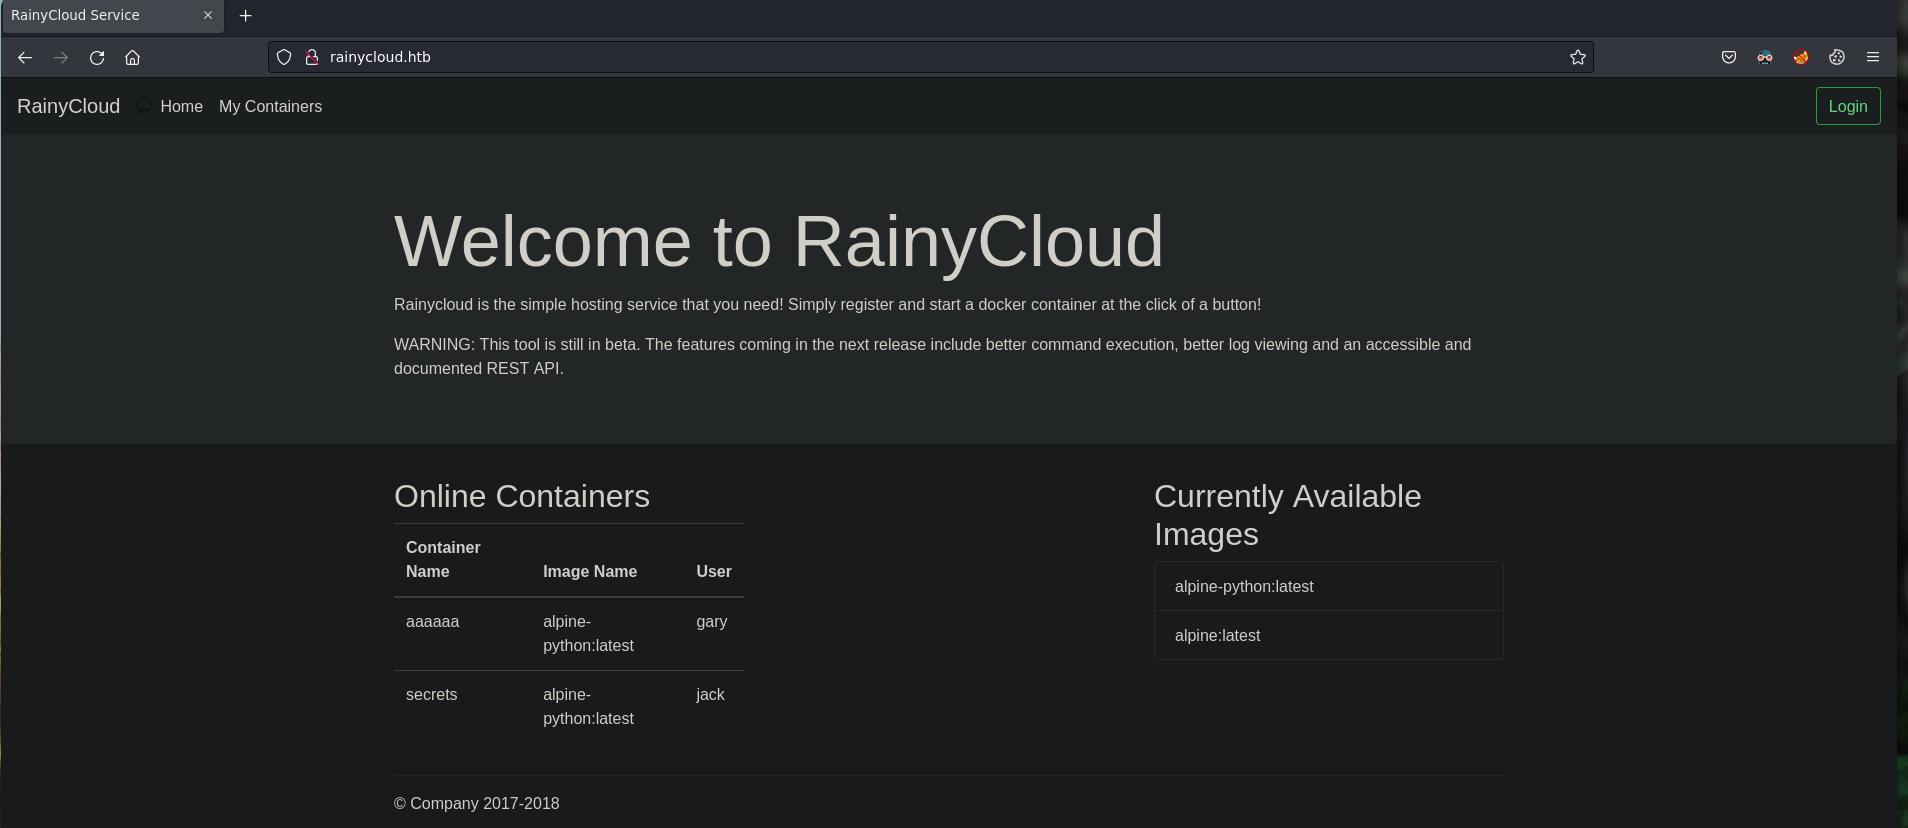 RainyCloud Service
rainycloud.htb
RainyCloud Home My Containers Login
Welcome to RainyCloud
Rainycloud is the simple hosting service that you need! Simply register and start a docker container at the click of a button!
WARNING: This tool is still in beta. The features coming in the next release include better command execution, better log viewing and an accessible and
documented REST API.
Online Containers
Container
Name Image Name User
aaaaaa alpine- gary
python:latest
secrets alpine- jack
python:latest
Currently Available
Images
alpine-python:latest
alpine:latest
© Company 2017-2018